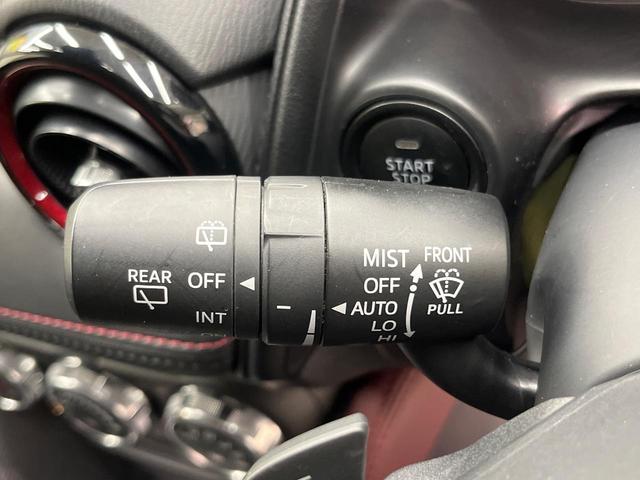 START
STOP
REAR
OFF
INT
MIST
FRONT
OFF
AUTO
PULL
LO
HI